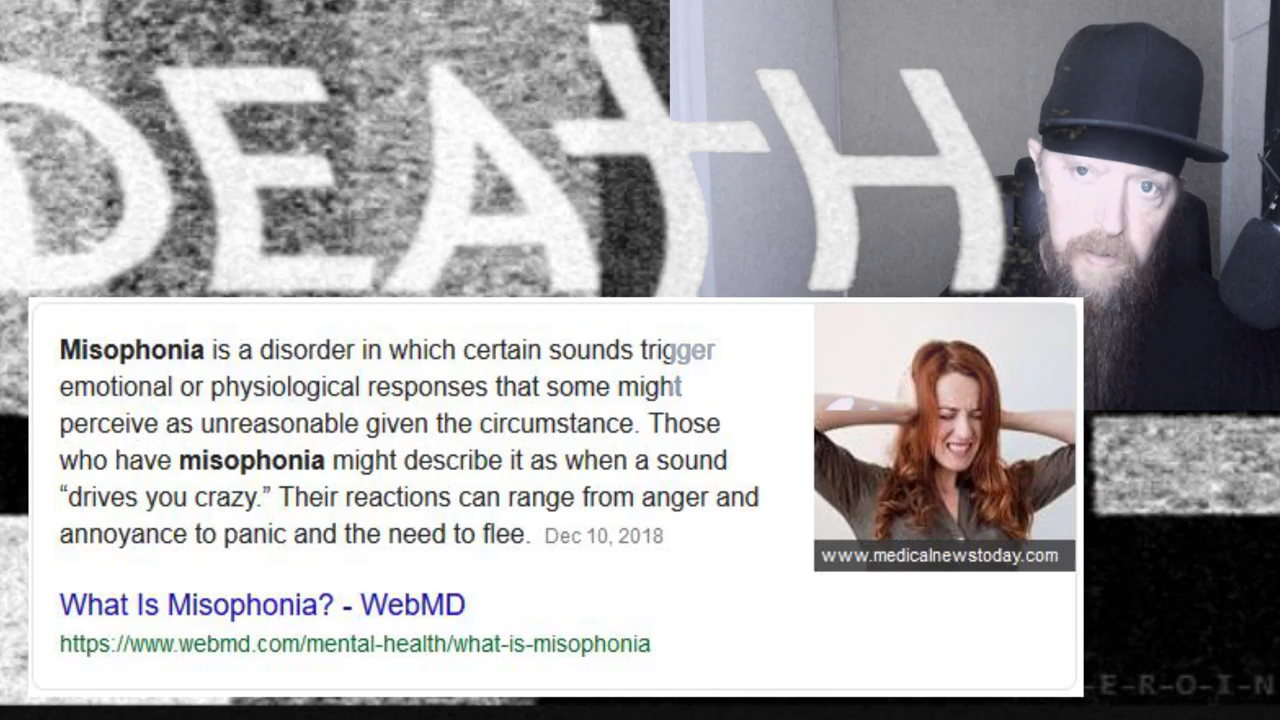 DEATH
Misophonia is a disorder in which certain sounds trigger
emotional or physiological responses that some might
perceive as unreasonable given the circumstance. Those
who have misophonia might describe it as when a sound
“drives you crazy.” Their reactions can range from anger and
annoyance to panic and the need to flee. Dec 10, 2018
www.medicalnewstoday.com
What Is Misophonia? - WebMD
https://www.webmd.com/mental-health/what-is-misophonia
E-R-O-I-N